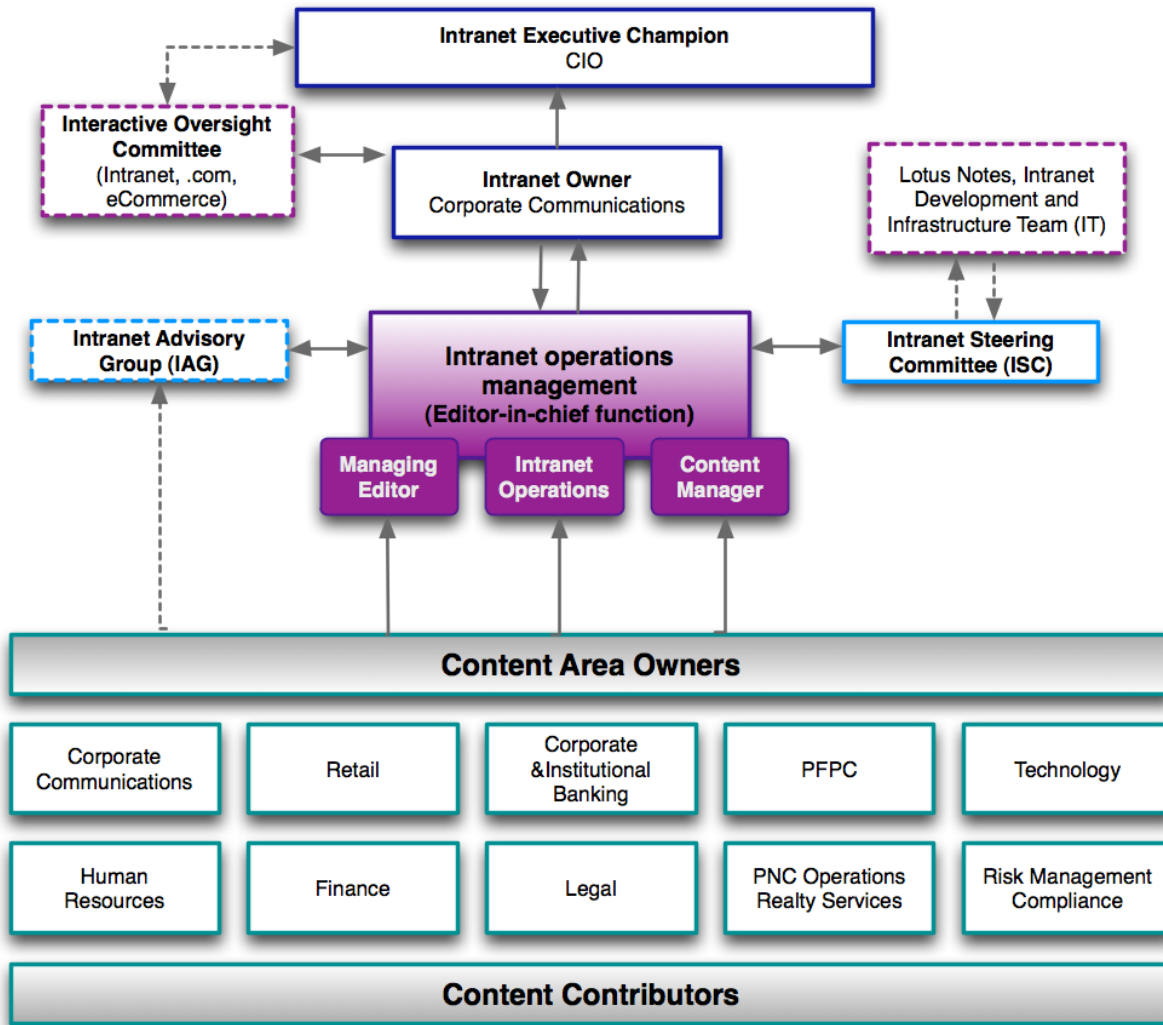 Intranet Executive Champion
CIO
Interactive Oversight
Committee
(Intranet, .com,
eCommerce)
Intranet Owner
Corporate Communications
Lotus Notes, Intranet
Development and
Infrastructure Team (IT)
Intranet Advisory
Group (IAG)
Intranet operations
management
(Editor-in-chief function)
Intranet Steering
Committee (ISC)
Managing
Editor
Intranet
Operations
Content
Manager
Content Area Owners
Corporate
Communications
Retail
Corporate
&Institutional
Banking
PFPC
Technology
Human
Resources
Finance
Legal
PNC Operations
Realty Services
Risk Management
Compliance
Content Contributors